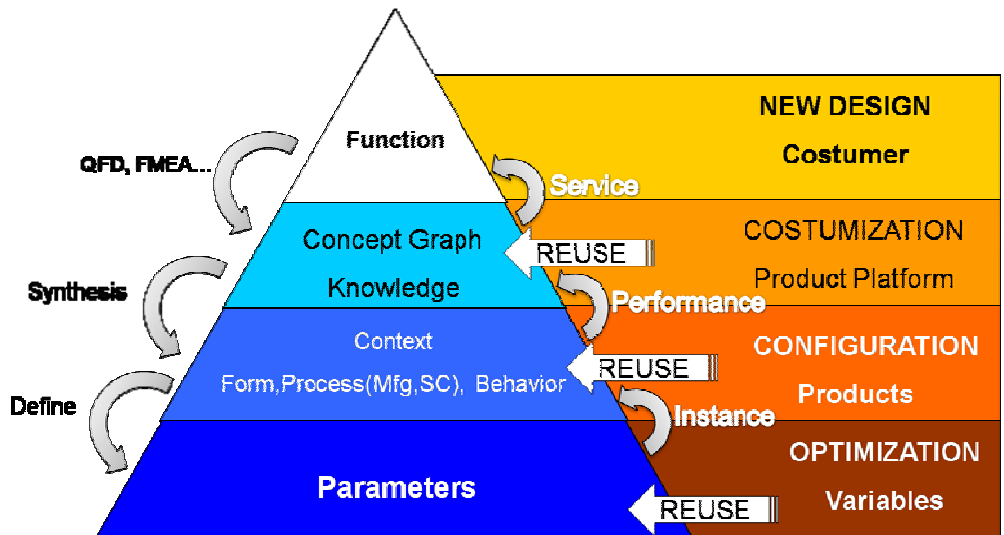 Function
Concept Graph
Knowledge
Context
Form,Process(Mfg,SC), Behavior
Parameters
QFD, FMEA...
Synthesis
Define
Service
Performance
Instance
REUSE
REUSE
REUSE
NEW DESIGN
Costumer
COSTUMIZATION
Product Platform
CONFIGURATION
Products
OPTIMIZATION
Variables